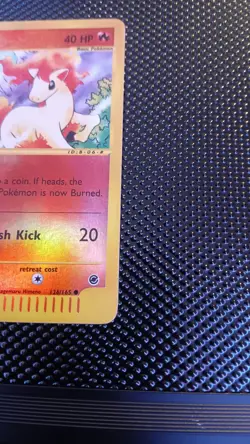 40 HP
Basic Pokémon
o a coin. If heads, the
Pokémon is now Burned.
sh Kick 20
retreat cost